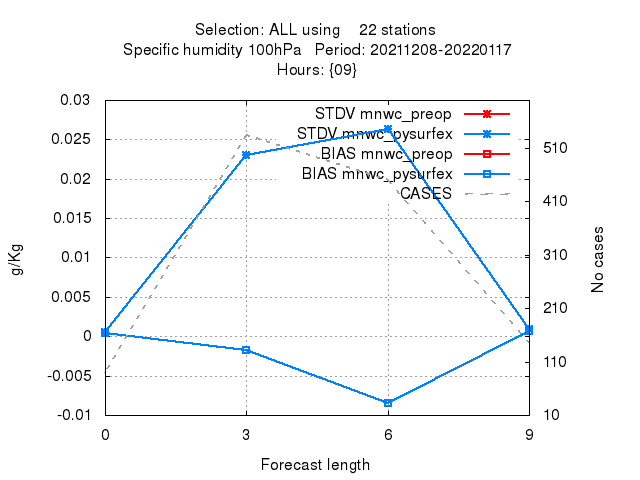 Selection: ALL using 22 stations
Specific humidity 100hPa Period: 20211208-20220117
Hours: {09}
STDV mnwc_preop
STDV mnwc_pysurfex
BIAS mnwc_preop
BIAS mnwc_pysurfex
CASES
0.03
0.025
0.02
0.015
0.01
0.005
0
-0.005
-0.01
g/Kg
510
410
310
210
110
10
No cases
0 3 6 9
Forecast length